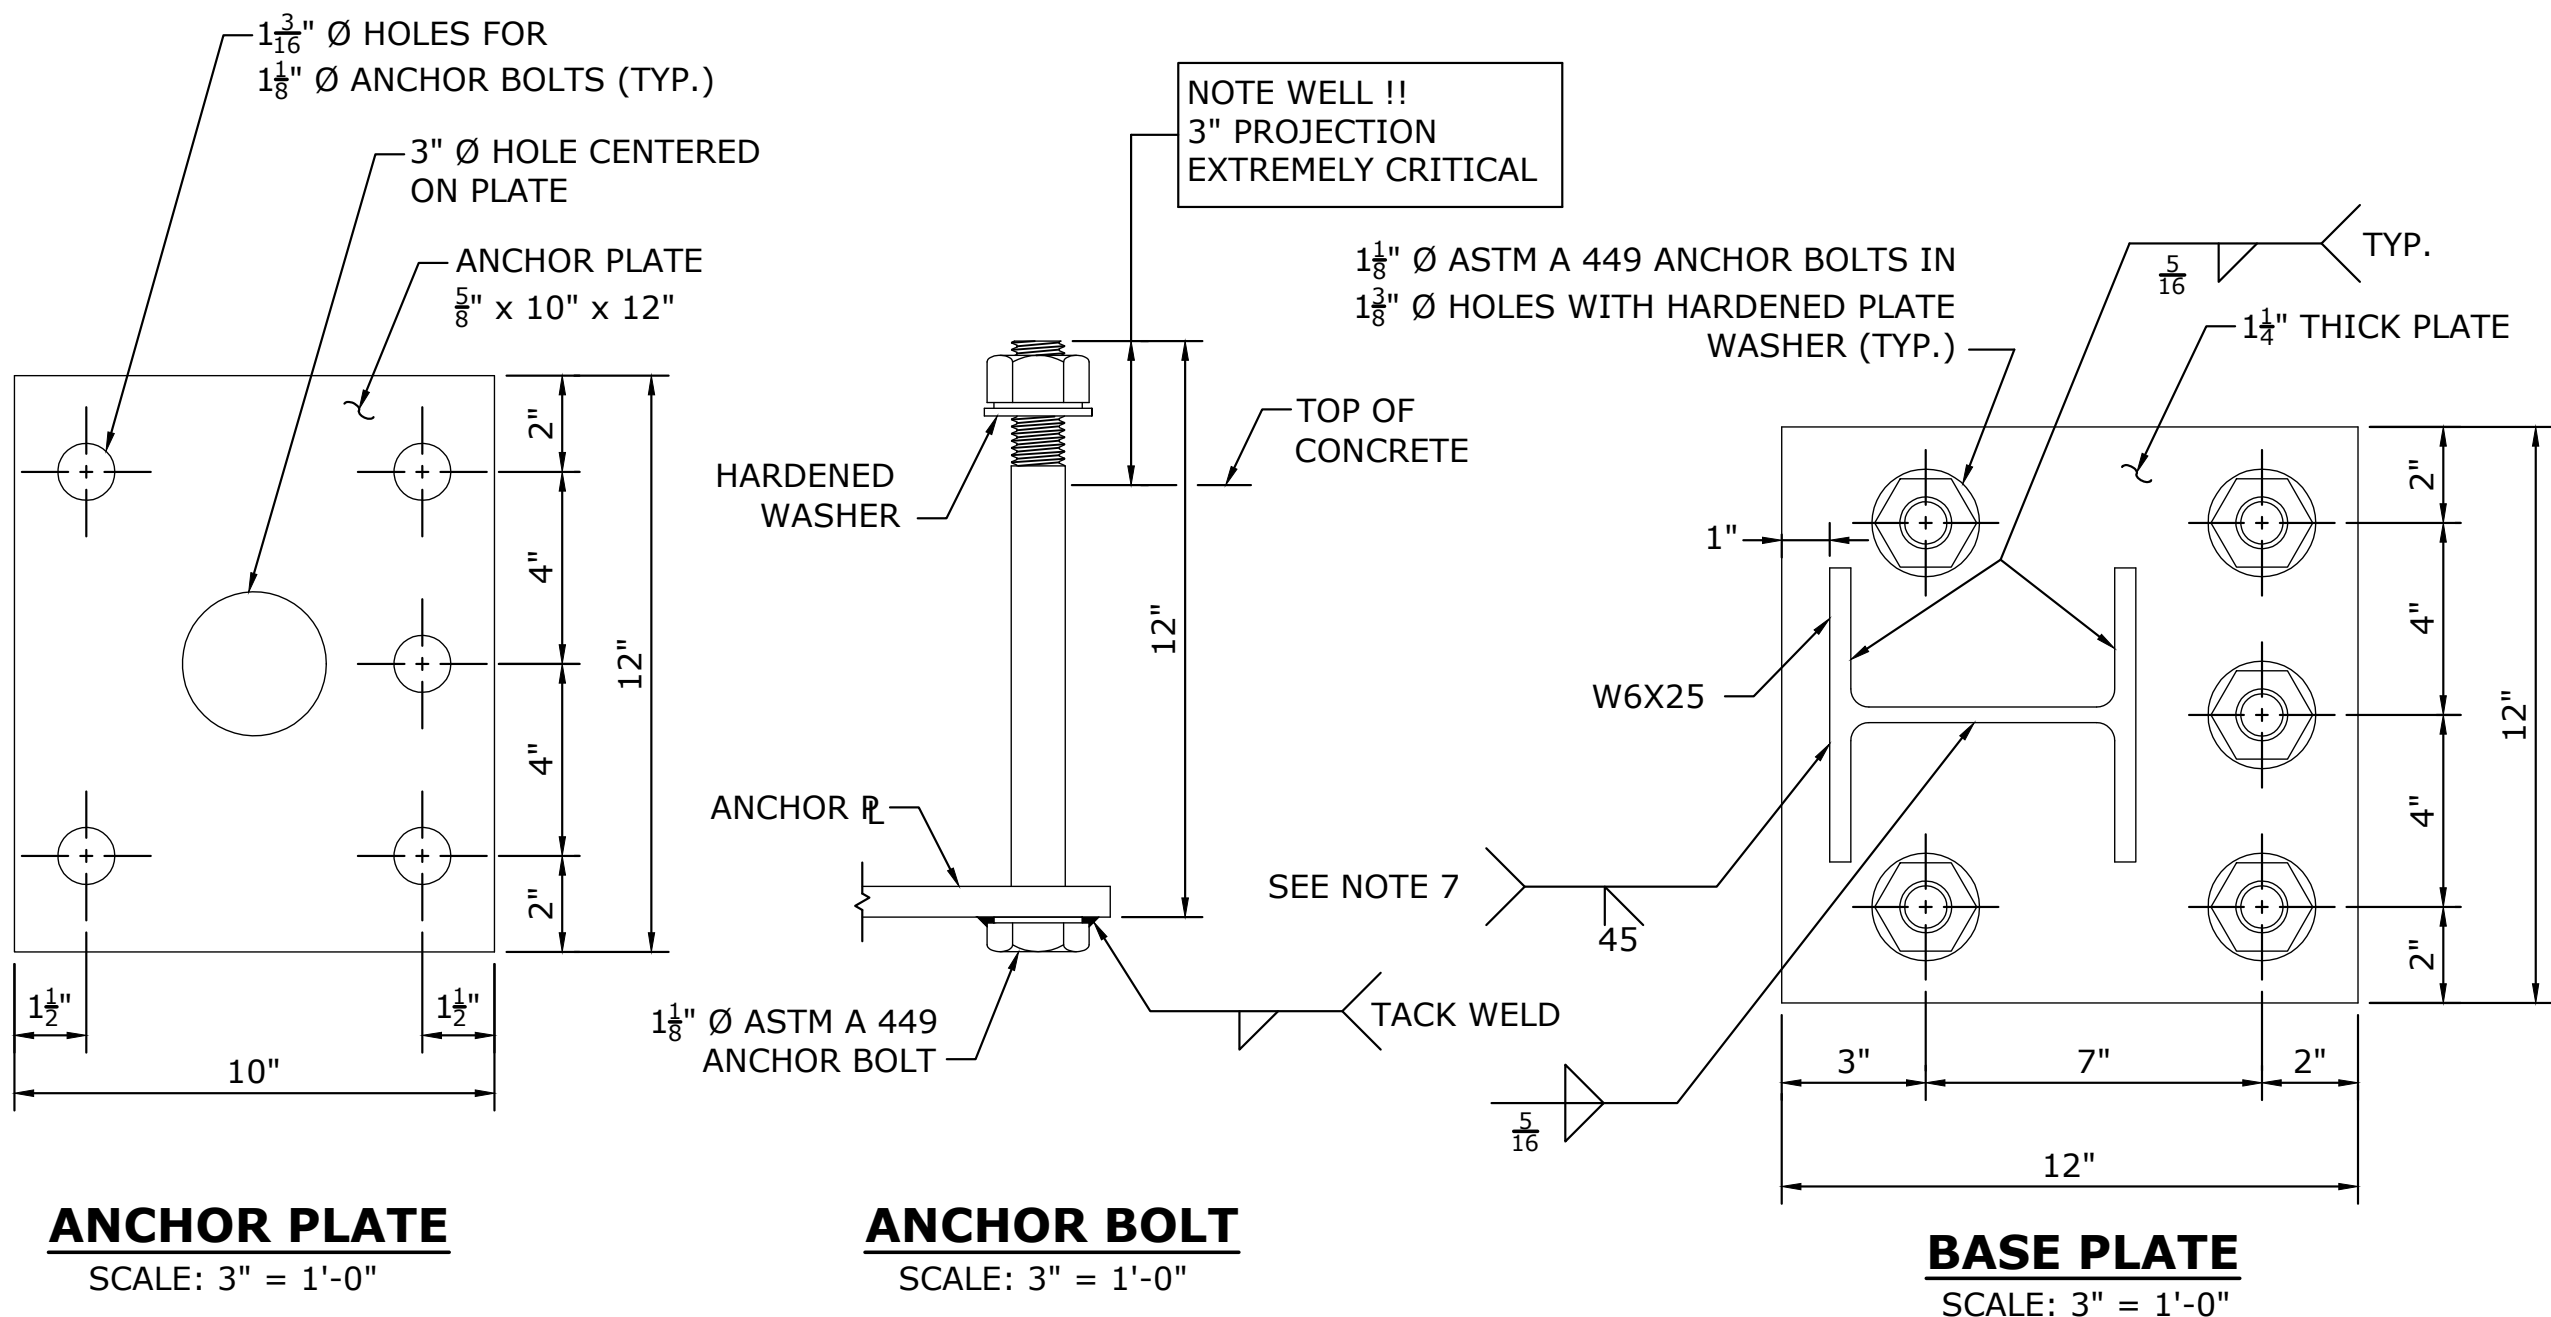 1 3/16" Ø HOLES FOR
1 1/8" Ø ANCHOR BOLTS (TYP.)
3" Ø HOLE CENTERED
ON PLATE
ANCHOR PLATE
5/8" x 10" x 12"
2"
4"
4"
2"
12"
1 1/2"
1 1/2"
10"
ANCHOR PLATE
SCALE: 3" = 1'-0"
NOTE WELL !!
3" PROJECTION
EXTREMELY CRITICAL
TOP OF
CONCRETE
HARDENED
WASHER
12"
ANCHOR ℄
1 1/8" Ø ASTM A 449
ANCHOR BOLT
TACK WELD
ANCHOR BOLT
SCALE: 3" = 1'-0"
1 1/8" Ø ASTM A 449 ANCHOR BOLTS IN
1 3/8" Ø HOLES WITH HARDENED PLATE
WASHER (TYP.)
5/16
TYP.
1 1/4" THICK PLATE
1"
W6X25
SEE NOTE 7
45
5/16
2"
4"
4"
2"
12"
3"
7"
2"
12"
BASE PLATE
SCALE: 3" = 1'-0"